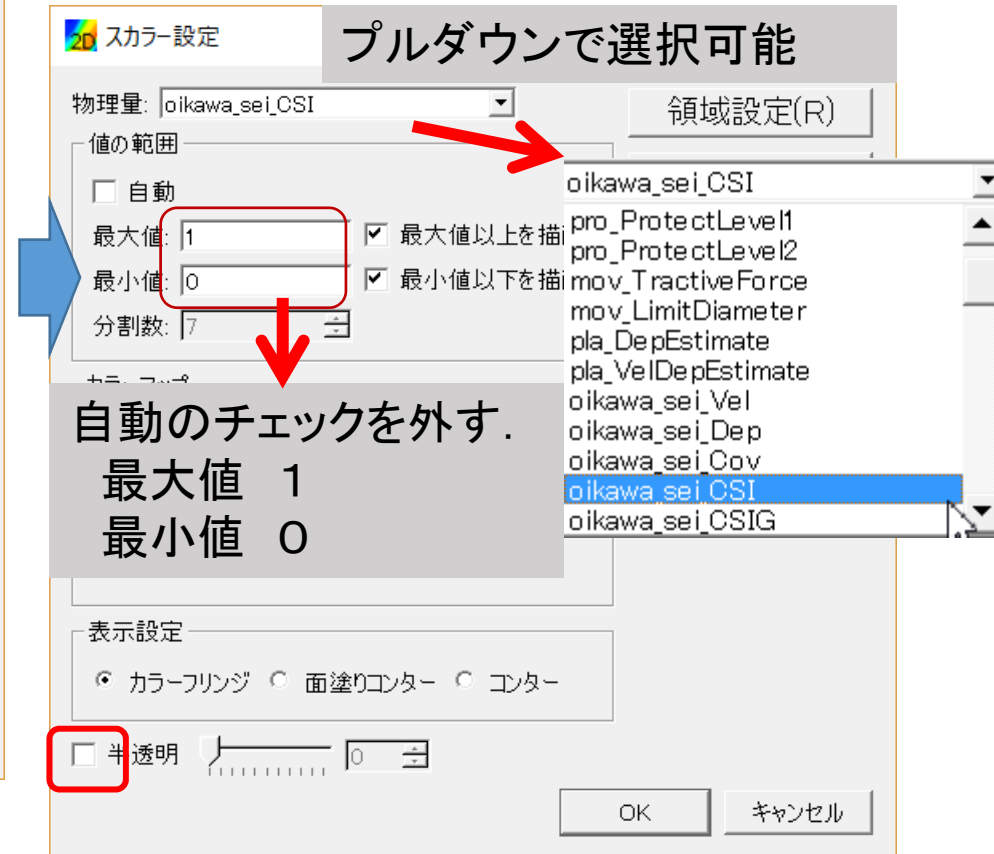 2D スカラー設定
プルダウンで選択可能
物理量: oikawa_sei_CSI
領域設定(R)
値の範囲
自動
最大値: 1
最大値以上を描
最小値: 0
最小値以下を描
分割数: 7
oikawa_sei_CSI
pro_ProtectLevel1
pro_ProtectLevel2
mov_TractiveForce
mov_LimitDiameter
pla_DepEstimate
pla_VelDepEstimate
oikawa_sei_Vel
oikawa_sei_Dep
oikawa_sei_Cov
oikawa_sei_CSI
oikawa_sei_CSIG
自動のチェックを外す.
最大値 1
最小値 0
表示設定
カラーフリンジ 面塗りコンター コンター
半透明 0
OK キャンセル